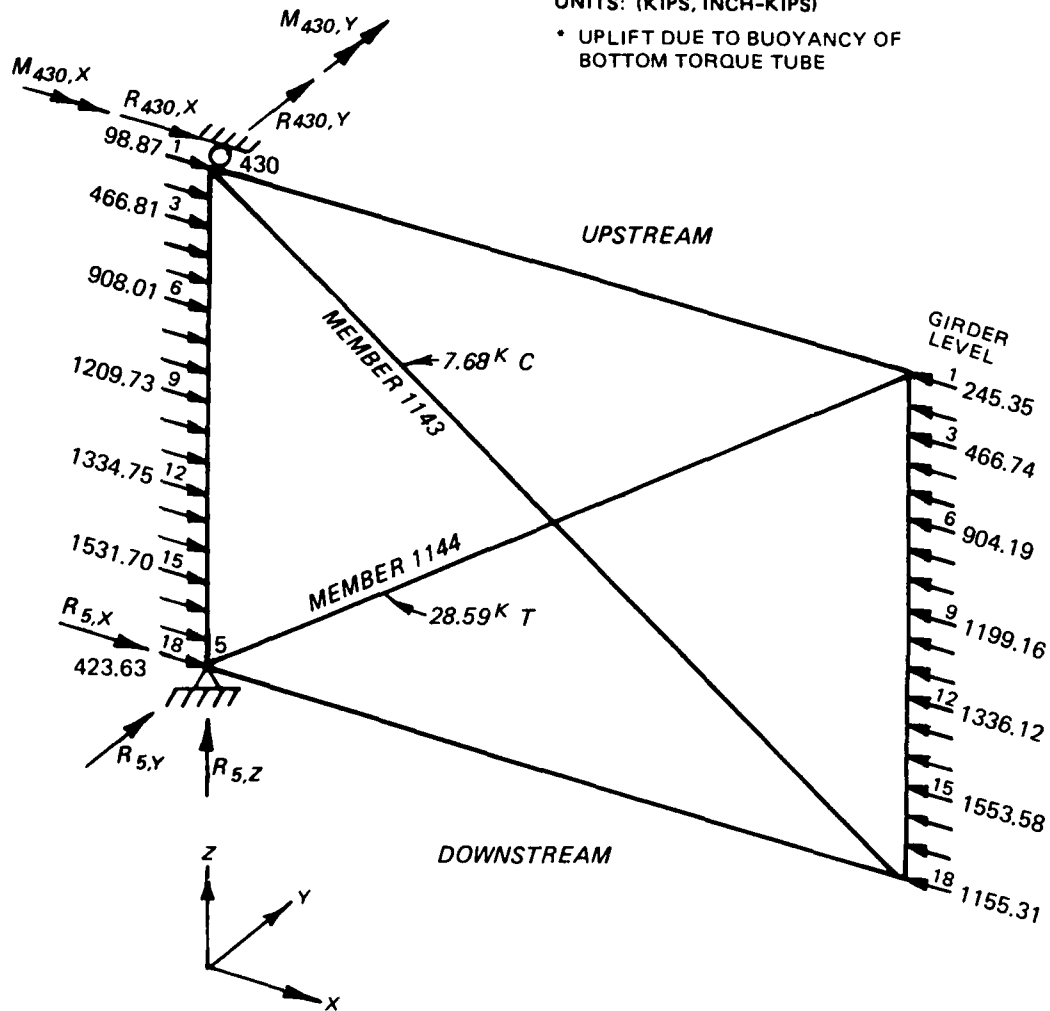 UNITS: (KIPS, INCH-KIPS)
* UPLIFT DUE TO BUOYANCY OF
BOTTOM TORQUE TUBE
M430,Y
M430,X
R430,X
R430,Y
98.87 1
430
466.81 3
908.01 6
1209.73 9
1334.75 12
1531.70 15
R5,X
18 5
423.63
R5,Y
R5,Z
UPSTREAM
MEMBER 1143
7.68 K C
MEMBER 1144
28.59 K T
DOWNSTREAM
GIRDER
LEVEL
1 245.35
3 466.74
6 904.19
9 1199.16
12 1336.12
15 1553.58
18 1155.31
Z
Y
X